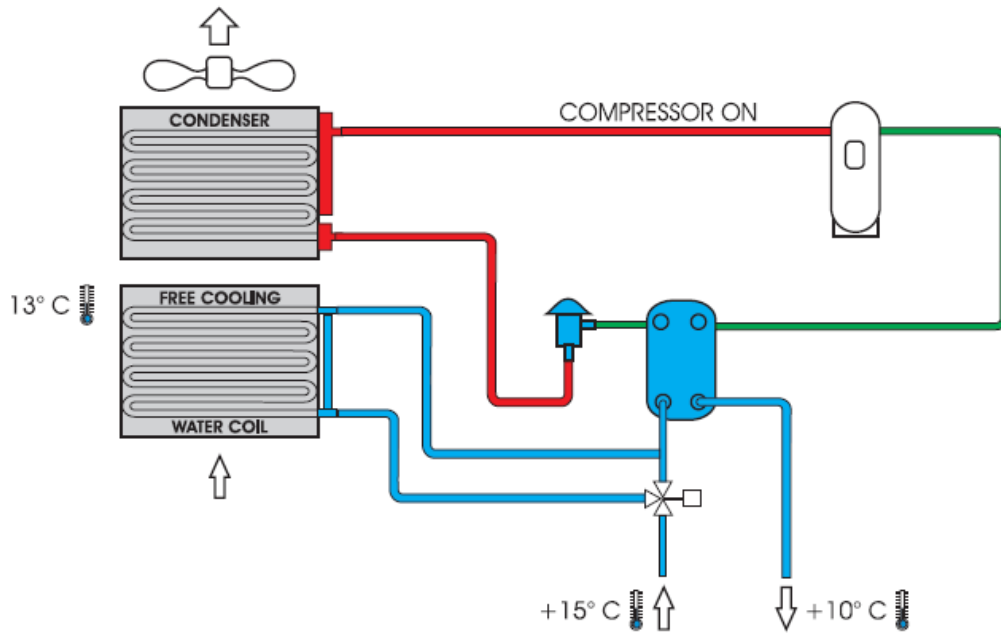 CONDENSER
COMPRESSOR ON
13° C
FREE COOLING
WATER COIL
+15° C
+10° C